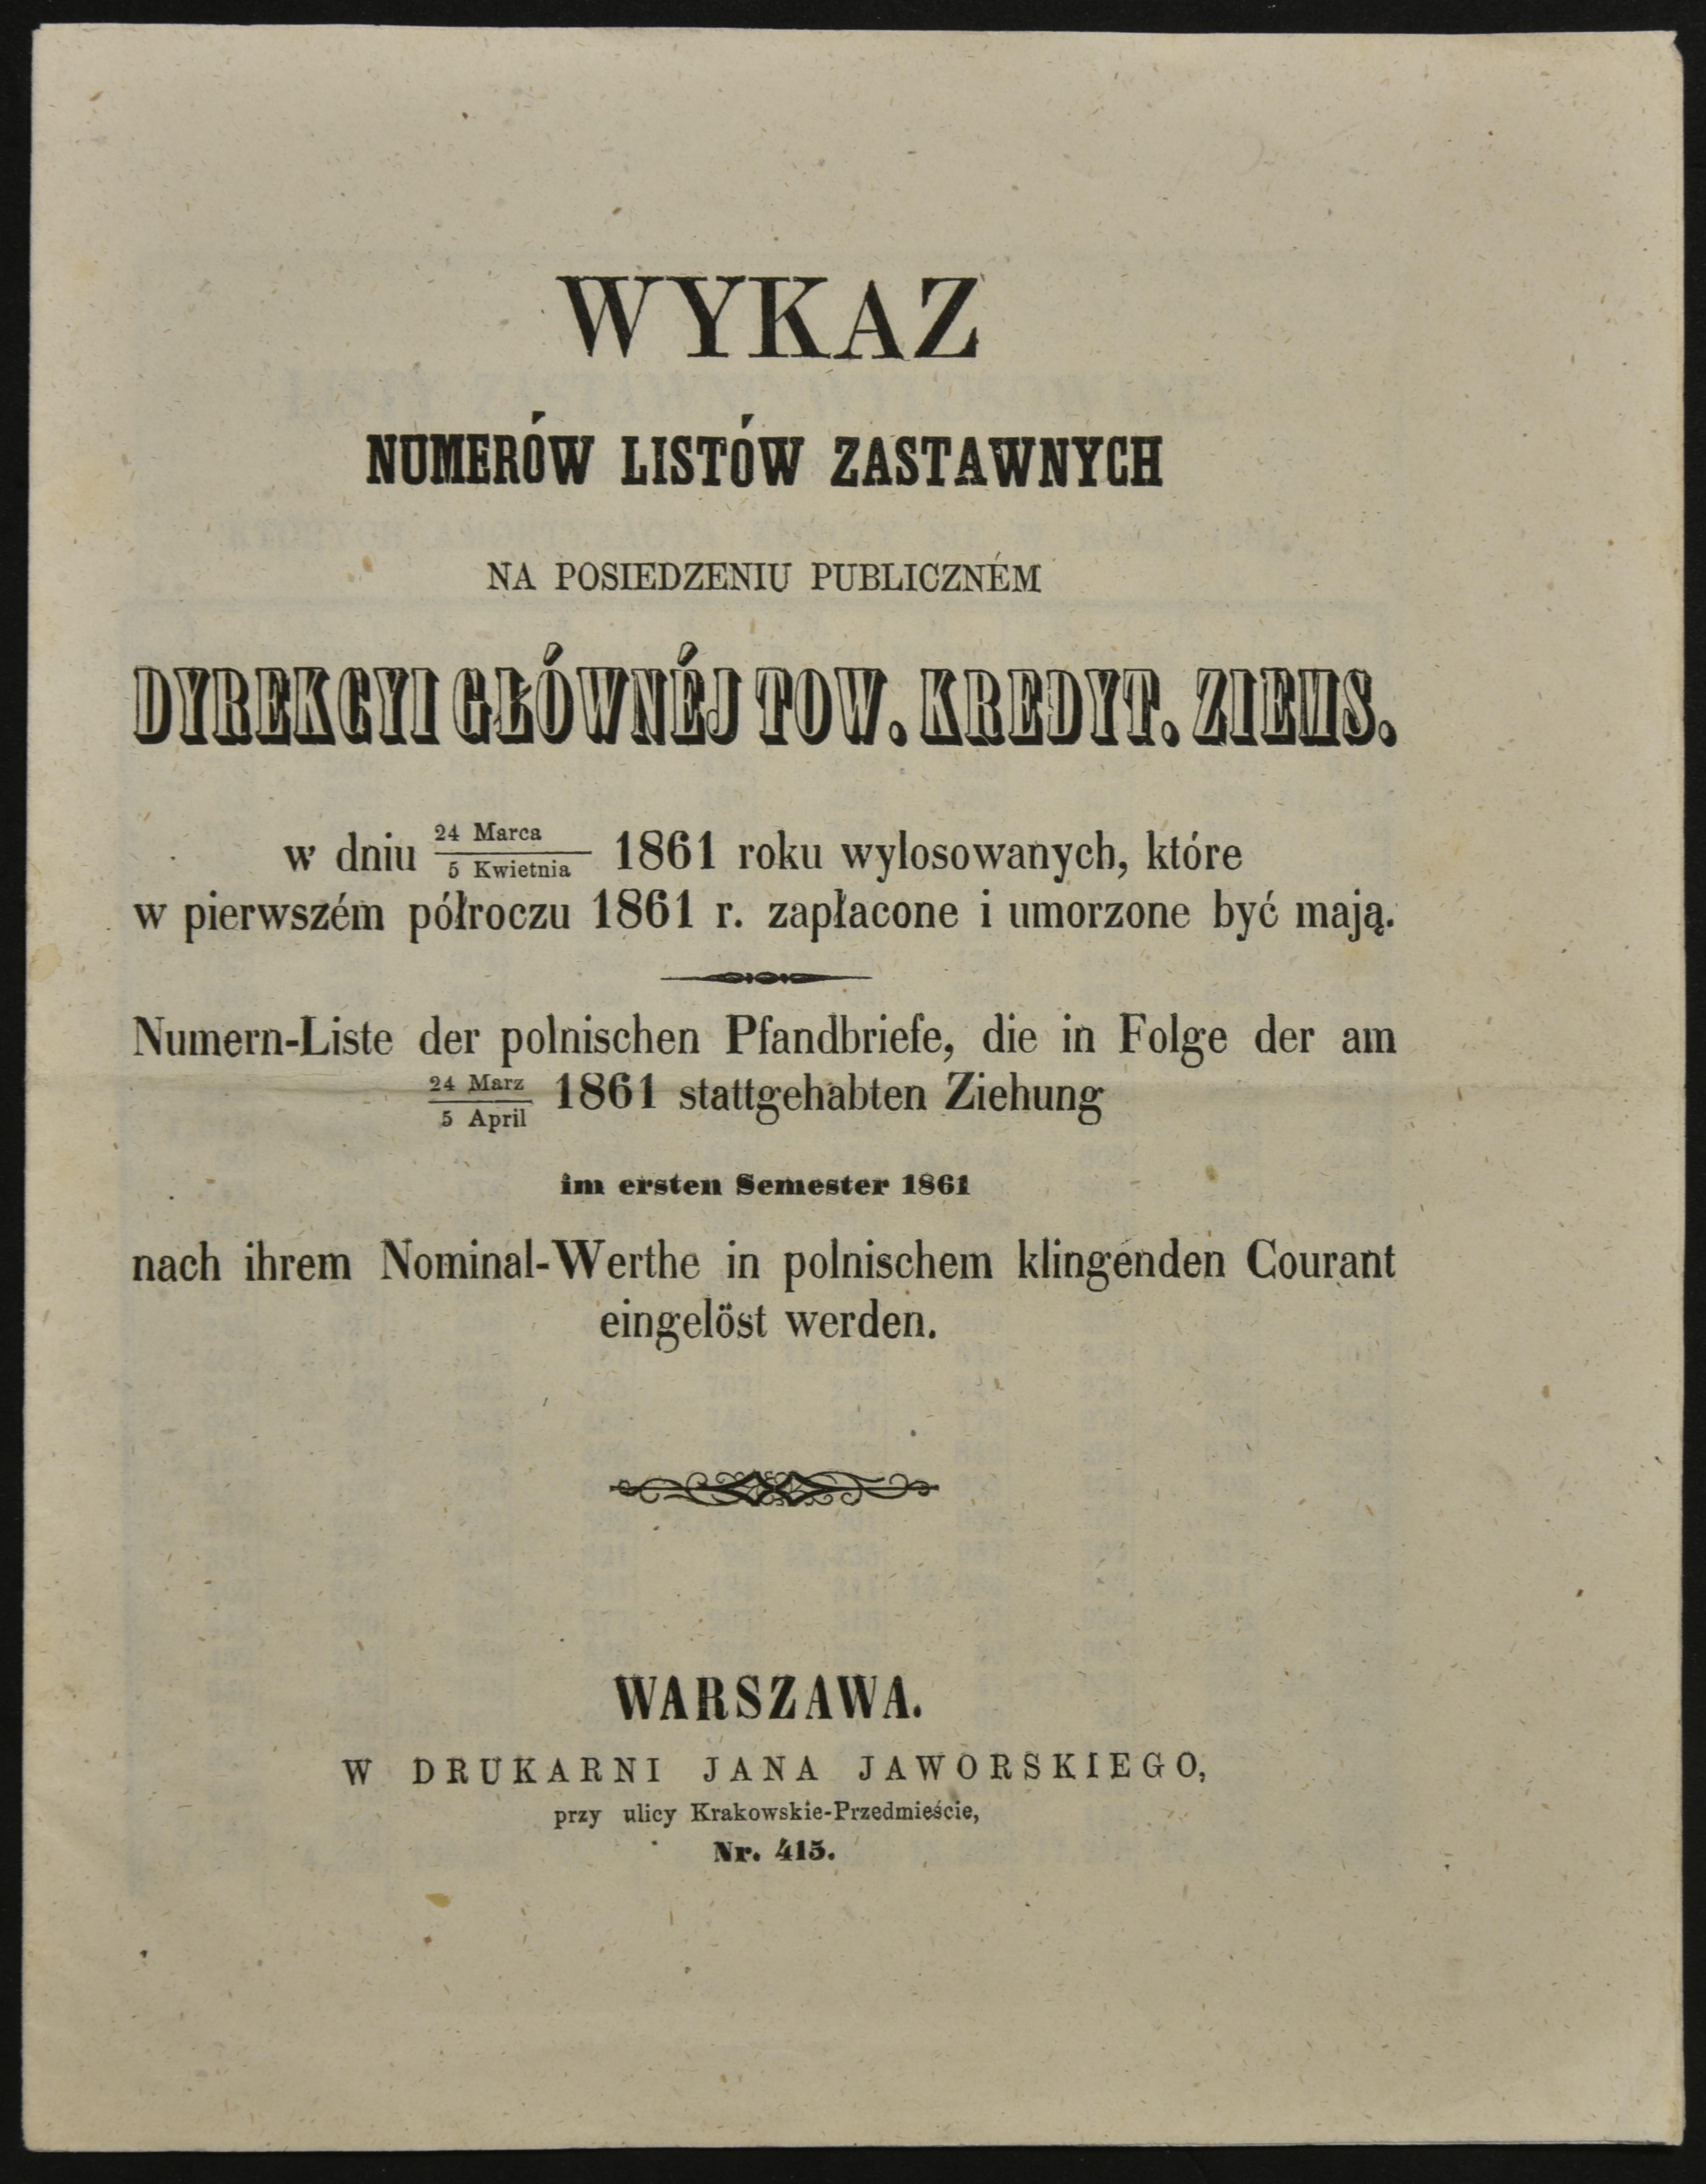 WYKAZ
NUMERÓW LISTÓW ZASTAWNYCH
NA POSIEDZENIU PUBLICZNÉM
DYREKCYI GŁÓWNÉJ TOW. KREDYT. ZIEMS.
w dniu 24 Marca / 5 Kwietnia 1861 roku wylosowanych, które
w pierwszém półroczu 1861 r. zapłacone i umorzone być mają.
Numern-Liste der polnischen Pfandbriefe, die in Folge der am
24 Marz / 5 April 1861 stattgehabten Ziehung
im ersten Semester 1861
nach ihrem Nominal-Werthe in polnischem klingenden Courant
eingelöst werden.
WARSZAWA.
W DRUKARNI JANA JAWORSKIEGO,
przy ulicy Krakowskie-Przedmieście,
Nr. 415.